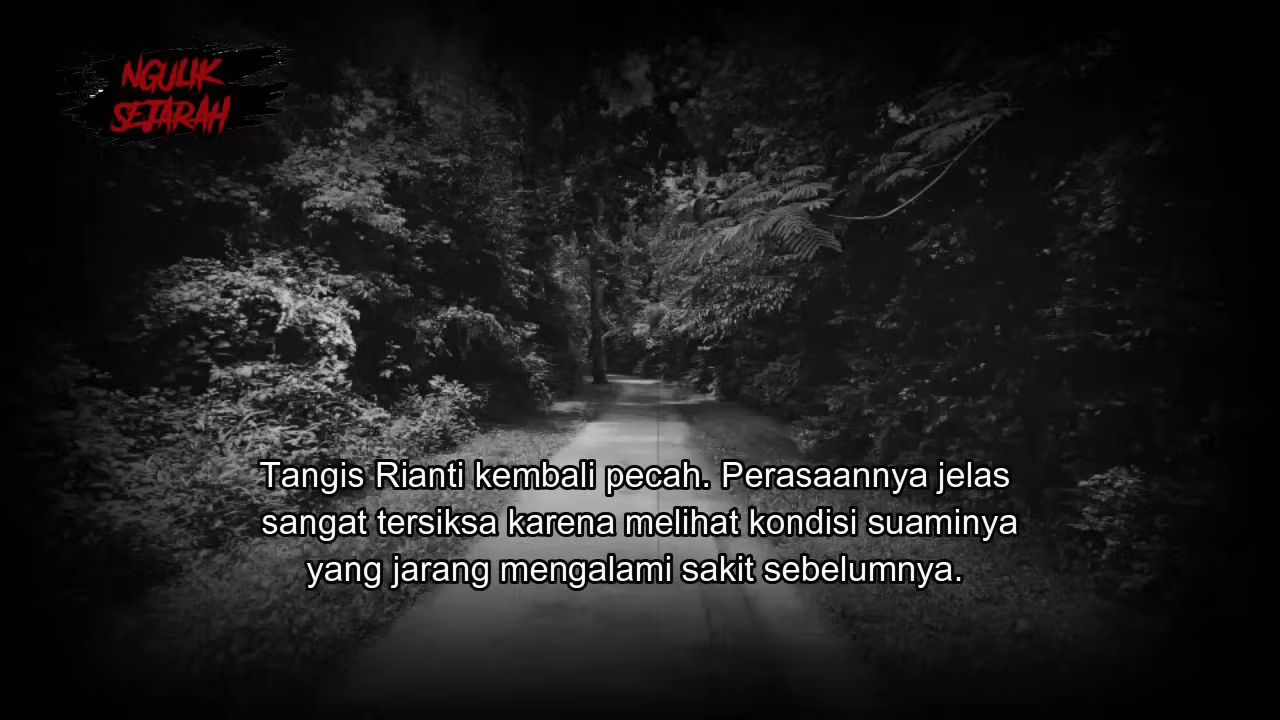 NGULIK
SEJARAH
Tangis Rianti kembali pecah. Perasaannya jelas
sangat tersiksa karena melihat kondisi suaminya
yang jarang mengalami sakit sebelumnya.